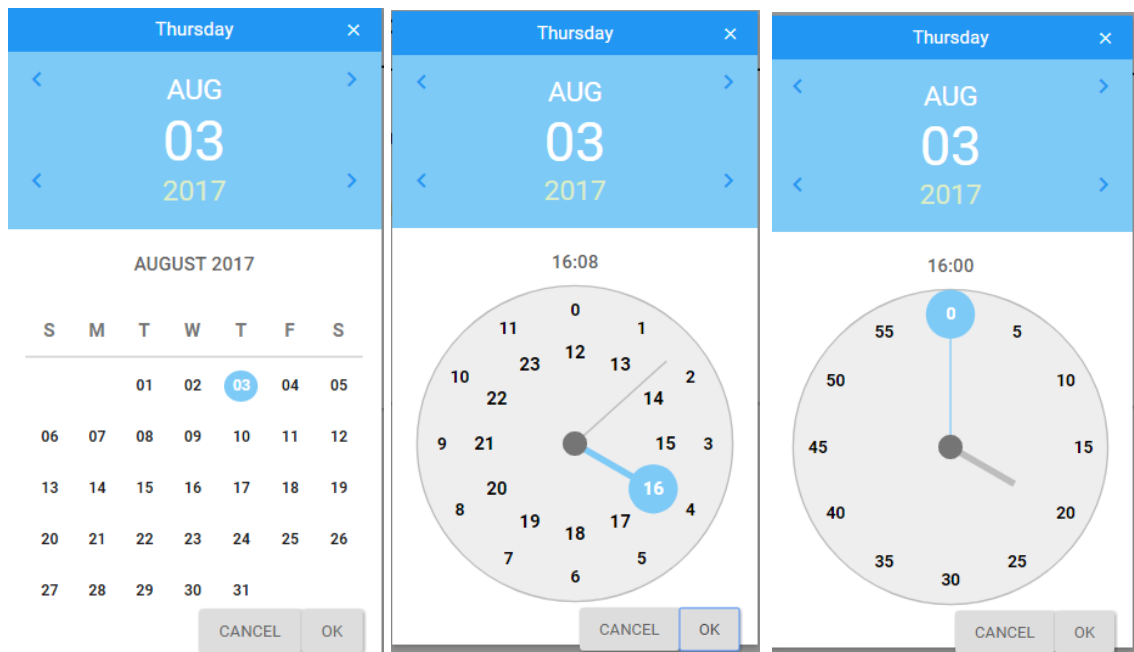 Thursday ×
AUG
03
2017
AUGUST 2017
S M T W T F S
01 02 03 04 05
06 07 08 09 10 11 12
13 14 15 16 17 18 19
20 21 22 23 24 25 26
27 28 29 30 31
CANCEL OK
Thursday ×
AUG
03
2017
16:08
0
11 1
12
23 13
10 2
22 14
9 21 15 3
20 16
8 4
19 17
18
7 5
6
CANCEL OK
Thursday ×
AUG
03
2017
16:00
0
55 5
50 10
45 15
40 20
35 25
30
CANCEL OK